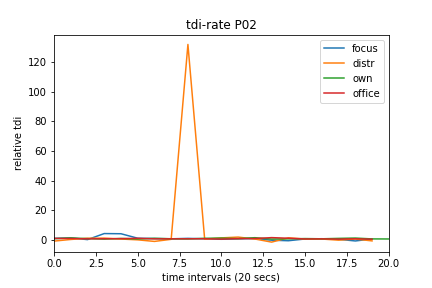 tdi-rate P02
focus
distr
own
office
120
100
80
60
40
20
0
relative tdi
0.0 2.5 5.0 7.5 10.0 12.5 15.0 17.5 20.0
time intervals (20 secs)